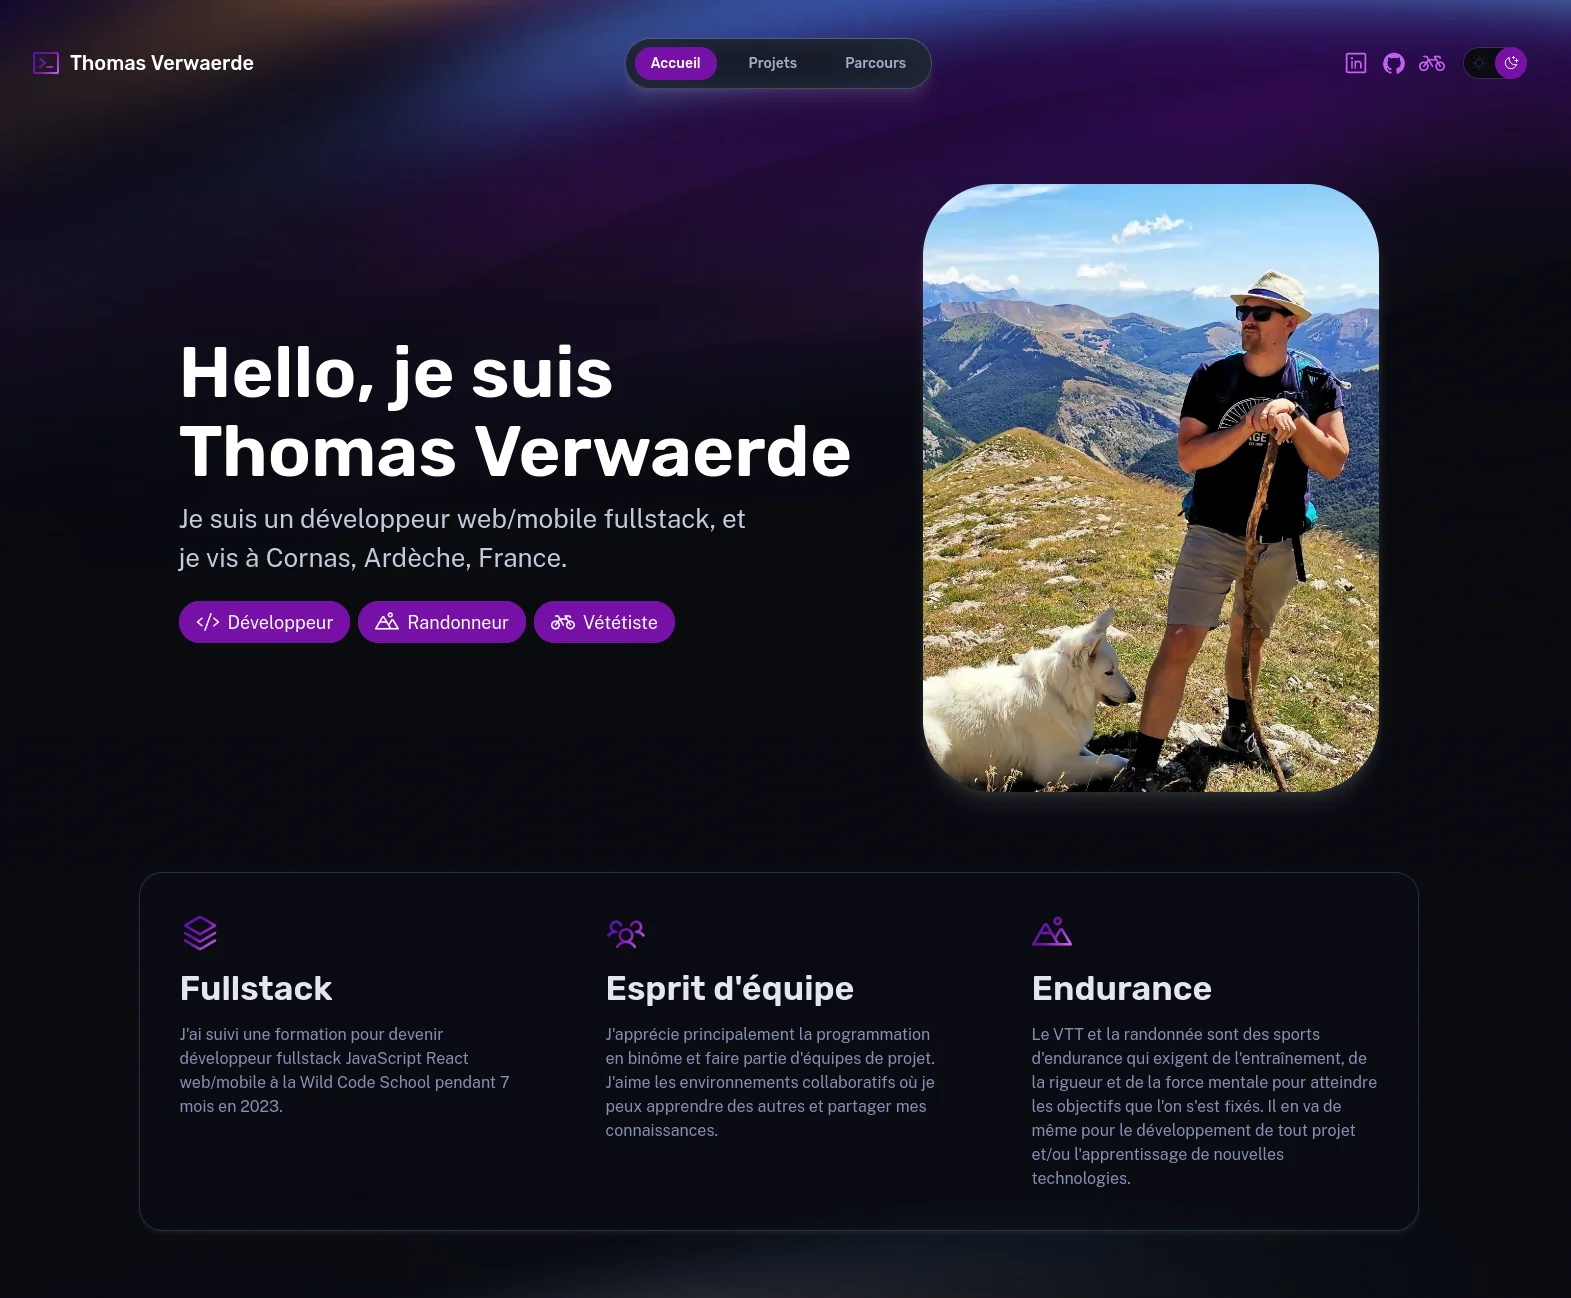 Thomas Verwaerde
Accueil
Projets
Parcours
Hello, je suis
Thomas Verwaerde
Je suis un développeur web/mobile fullstack, et
je vis à Cornas, Ardèche, France.
Développeur
Randonneur
Vététiste
Fullstack
J'ai suivi une formation pour devenir
développeur fullstack JavaScript React
web/mobile à la Wild Code School pendant 7
mois en 2023.
Esprit d'équipe
J'apprécie principalement la programmation
en binôme et faire partie d'équipes de projet.
J'aime les environnements collaboratifs où je
peux apprendre des autres et partager mes
connaissances.
Endurance
Le VTT et la randonnée sont des sports
d'endurance qui exigent de l'entraînement, de
la rigueur et de la force mentale pour atteindre
les objectifs que l'on s'est fixés. Il en va de
même pour le développement de tout projet
et/ou l'apprentissage de nouvelles
technologies.